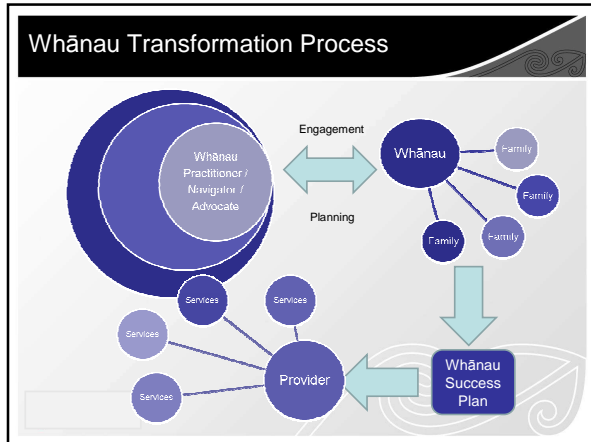 Whānau Transformation Process
Whānau
Practitioner /
Navigator /
Advocate
Engagement
Planning
Whānau
Family
Family
Family
Family
Whānau
Success
Plan
Provider
Services
Services
Services
Services